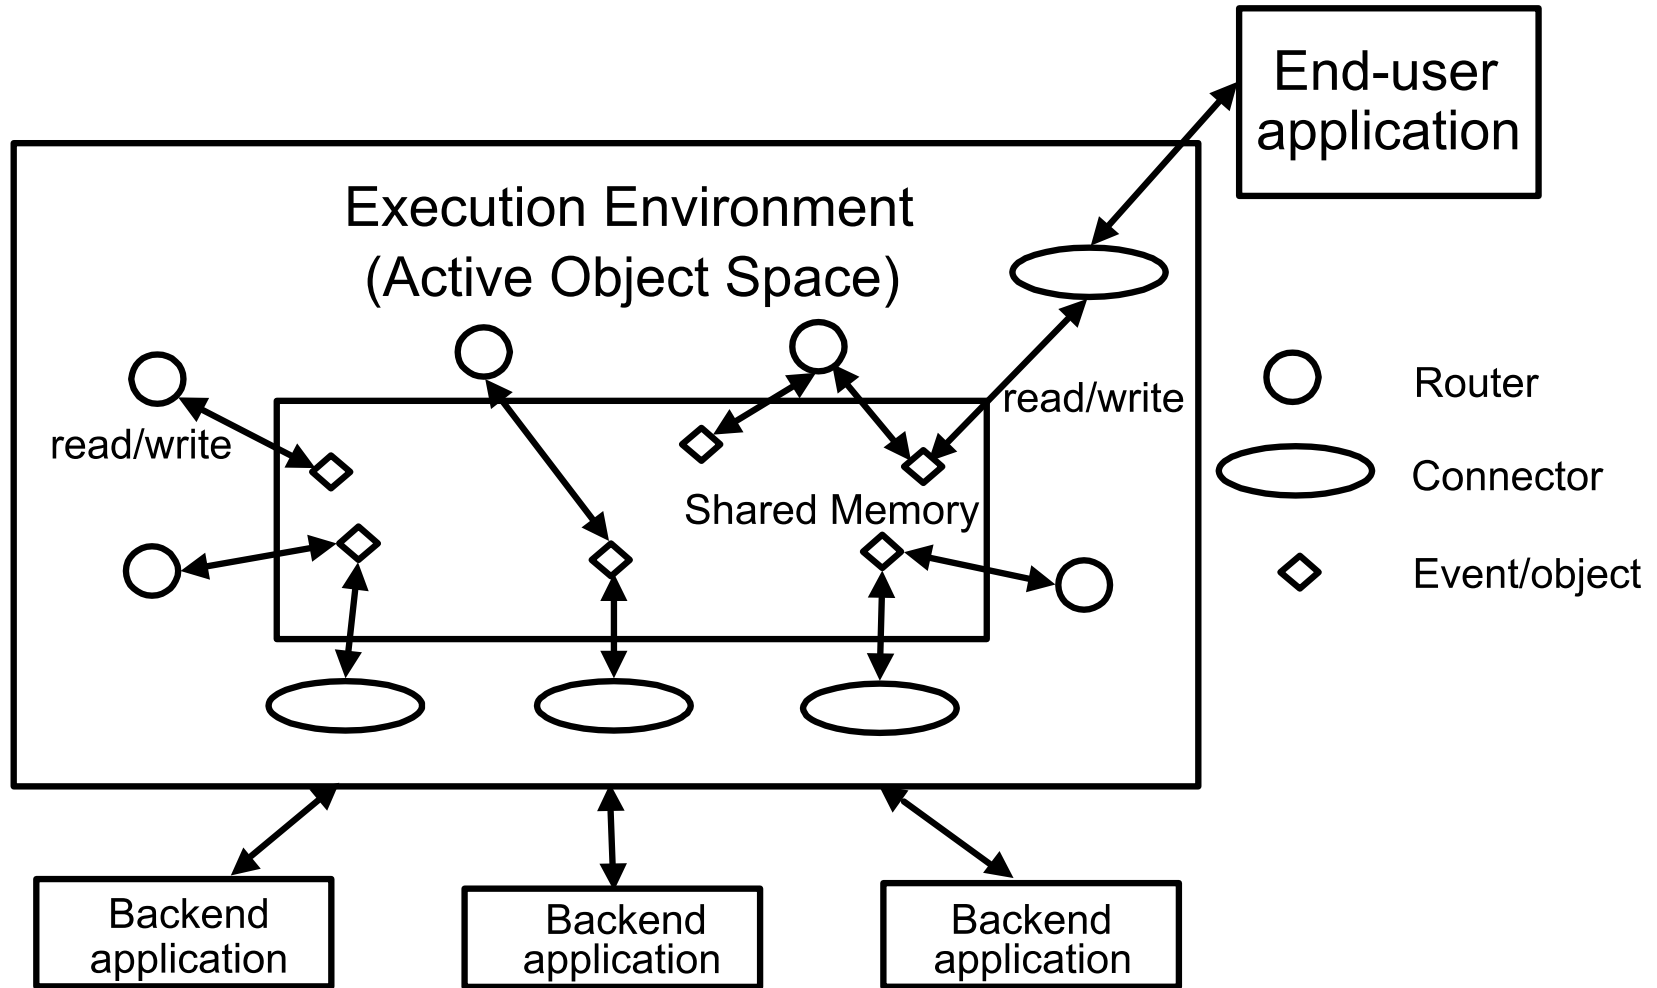 End-user
application
Execution Environment
(Active Object Space)
read/write
read/write
Shared Memory
Router
Connector
Event/object
Backend
application
Backend
application
Backend
application